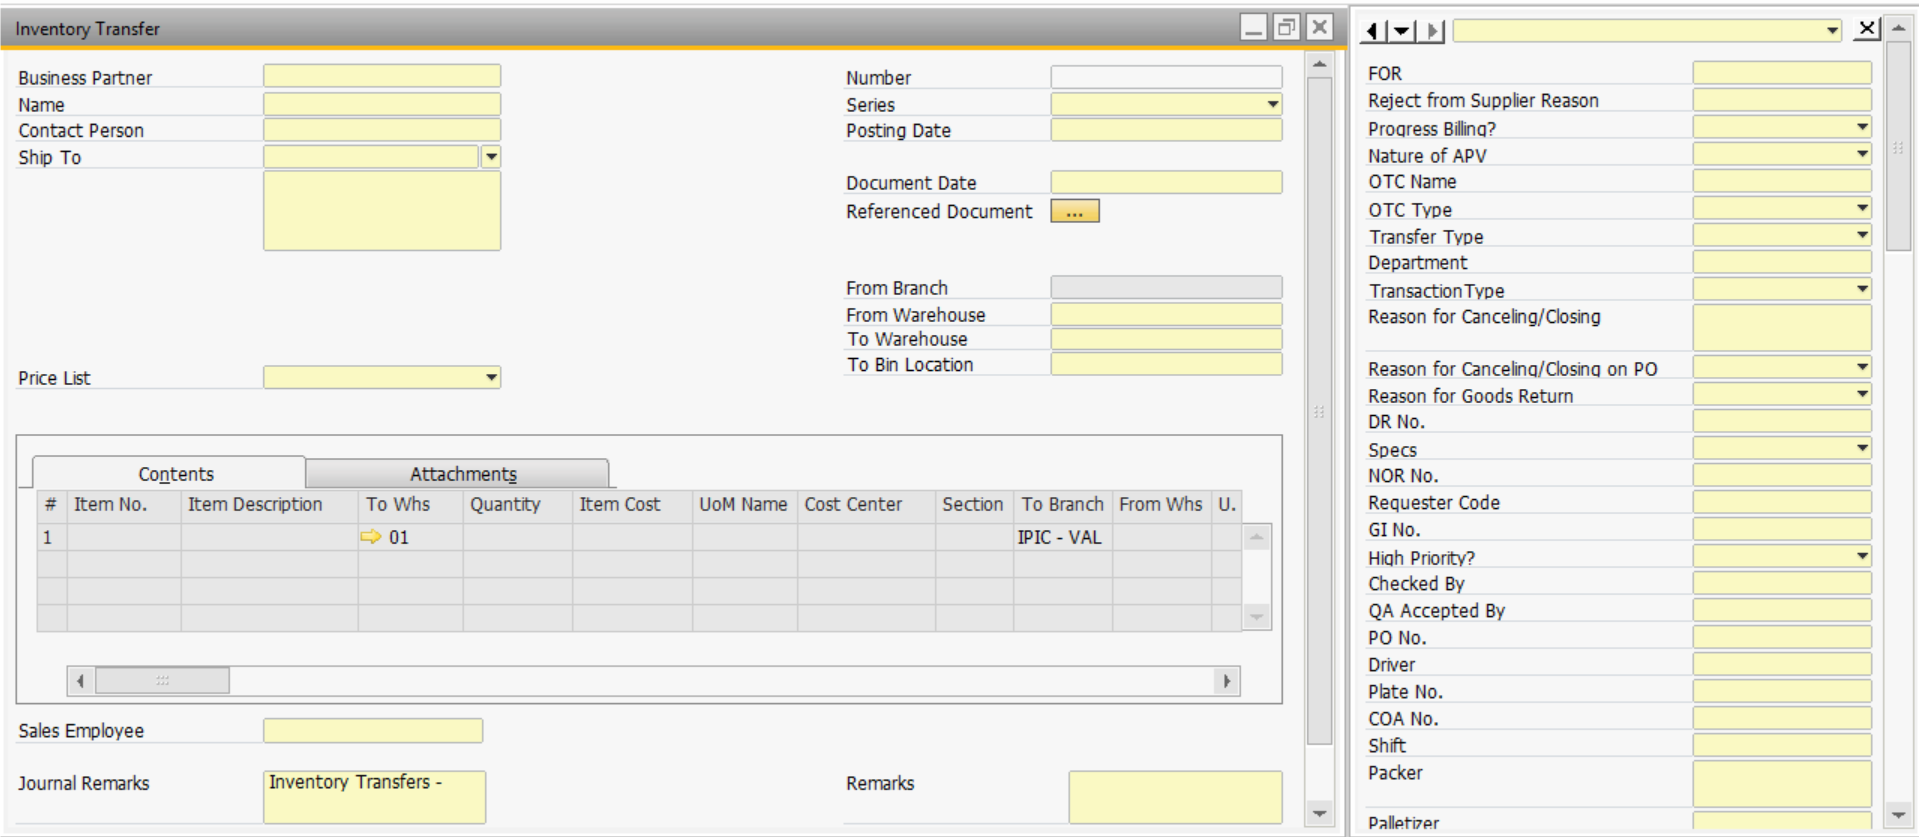 Inventory Transfer
Business Partner
Name
Contact Person
Ship To
Price List
Number
Series
Posting Date
Document Date
Referenced Document ...
From Branch
From Warehouse
To Warehouse
To Bin Location
Contents Attachments
# Item No. Item Description To Whs Quantity Item Cost UoM Name Cost Center Section To Branch From Whs U.
1 01 IPIC - VAL
Sales Employee
Journal Remarks Inventory Transfers -
Remarks
FOR
Reject from Supplier Reason
Progress Billing?
Nature of APV
OTC Name
OTC Type
Transfer Type
Department
TransactionType
Reason for Canceling/Closing
Reason for Canceling/Closing on PO
Reason for Goods Return
DR No.
Specs
NOR No.
Requester Code
GI No.
High Priority?
Checked By
QA Accepted By
PO No.
Driver
Plate No.
COA No.
Shift
Packer
Palletizer